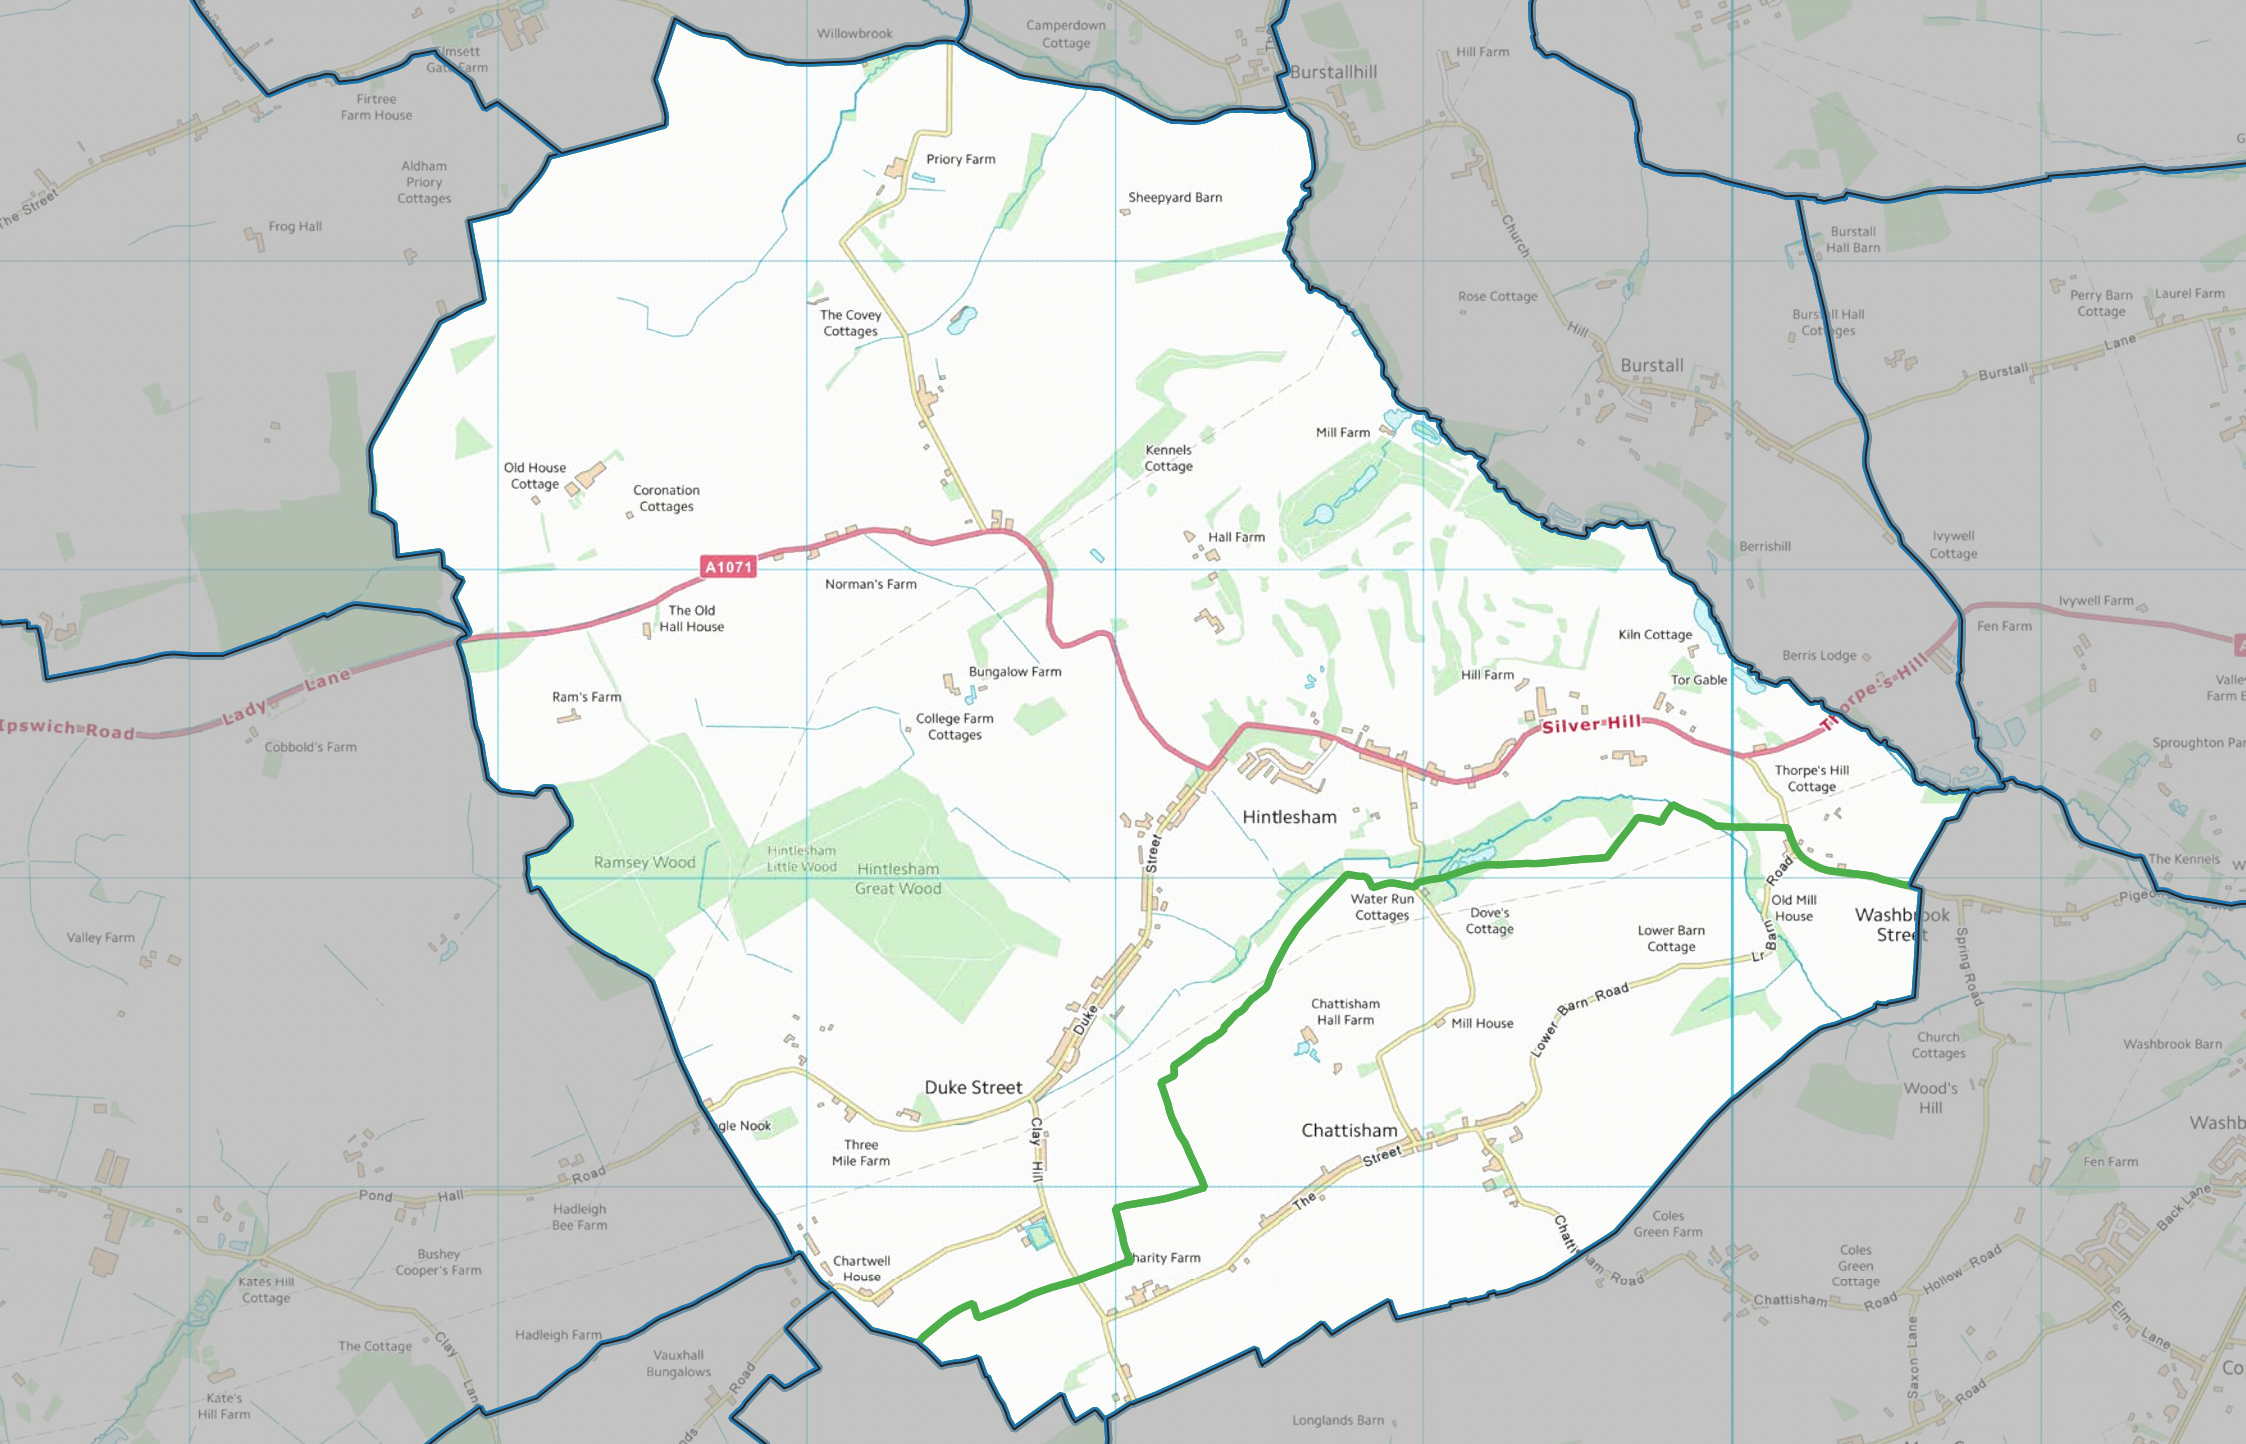 Willowbrook
Camperdown
Cottage
Elmsett
Gate Farm
Hill Farm
Burstallhill
Firtree
Farm House
Priory Farm
Aldham
Priory
Cottages
Sheepyard Barn
The Street
Frog Hall
Church
Hill
Burstall
Hall Barn
Rose Cottage
Perry Barn
Cottage
Laurel Farm
The Covey
Cottages
Burstall Hall
Cottages
Burstall
Burstall
Lane
Mill Farm
Kennels
Cottage
Old House
Cottage
Coronation
Cottages
Hall Farm
Berrishill
Ivywell
Cottage
A1071
Norman's Farm
Ivywell Farm
The Old
Hall House
Fen Farm
Kiln Cottage
Berris Lodge
Bungalow Farm
Hill Farm
Tor Gable
Lady Lane
Ram's Farm
Thorpe's Hill
Ipswich Road
College Farm
Cottages
Silver Hill
Cobbold's Farm
Thorpe's Hill
Cottage
Hintlesham
Street
Ramsey Wood
Hintlesham
Little Wood
Hintlesham
Great Wood
The Kennels
Road
Water Run
Cottages
Dove's
Cottage
Old Mill
House
Washbrook
Street
Valley Farm
Lower Barn
Cottage
Barn
Lr
Spring Road
Chattisham
Hall Farm
Lower Barn Road
Mill House
Duke
Church
Cottages
Washbrook Barn
Duke Street
Wood's
Hill
Clay Hill
Three
Mile Farm
Chattisham
Street
The
Fen Farm
Pond Hall Road
Hadleigh
Bee Farm
Back Lane
Coles
Green Farm
Bushey
Cooper's Farm
Chartwell
House
Charity Farm
Chattisham Road
Coles
Green
Cottage
Hollow Road
Kates Hill
Cottage
Chattisham Road
Elm Lane
Hadleigh Farm
The Cottage
Clay
Lane
Vauxhall
Bungalows
Road
Saxon Lane
Road
Kate's
Hill Farm
Longlands Barn